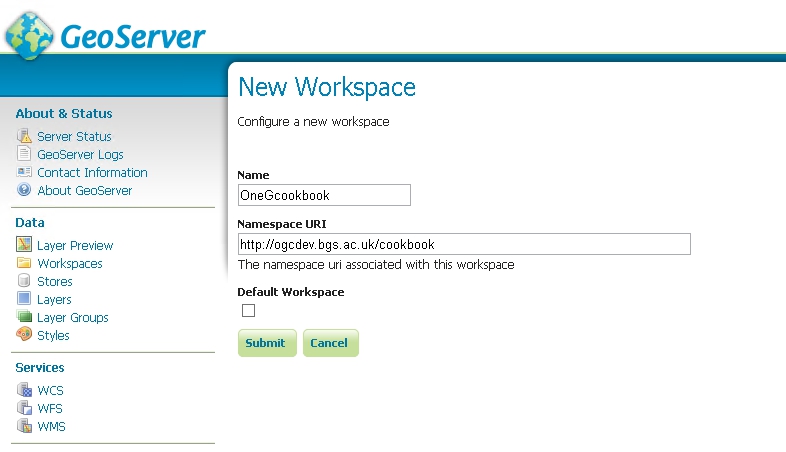 GeoServer
About & Status
Server Status
GeoServer Logs
Contact Information
About GeoServer
Data
Layer Preview
Workspaces
Stores
Layers
Layer Groups
Styles
Services
WCS
WFS
WMS
New Workspace
Configure a new workspace
Name
OneGcookbook
Namespace URI
http://ogcdev.bgs.ac.uk/cookbook
The namespace uri associated with this workspace
Default Workspace
Submit Cancel